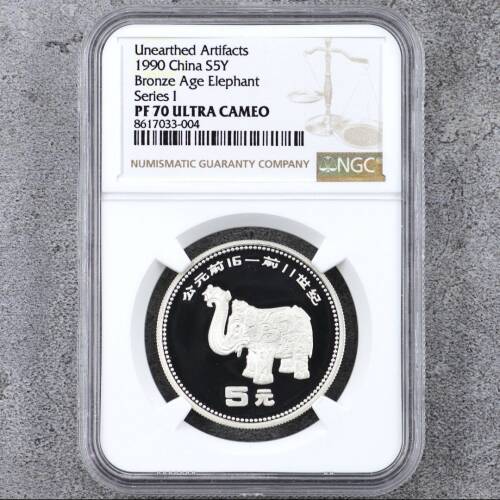 Unearthed Artifacts
1990 China S5Y
Bronze Age Elephant
Series I
PF 70 ULTRA CAMEO
8617033-004
NUMISMATIC GUARANTY COMPANY
NGC
公元前16—前11世纪
5元